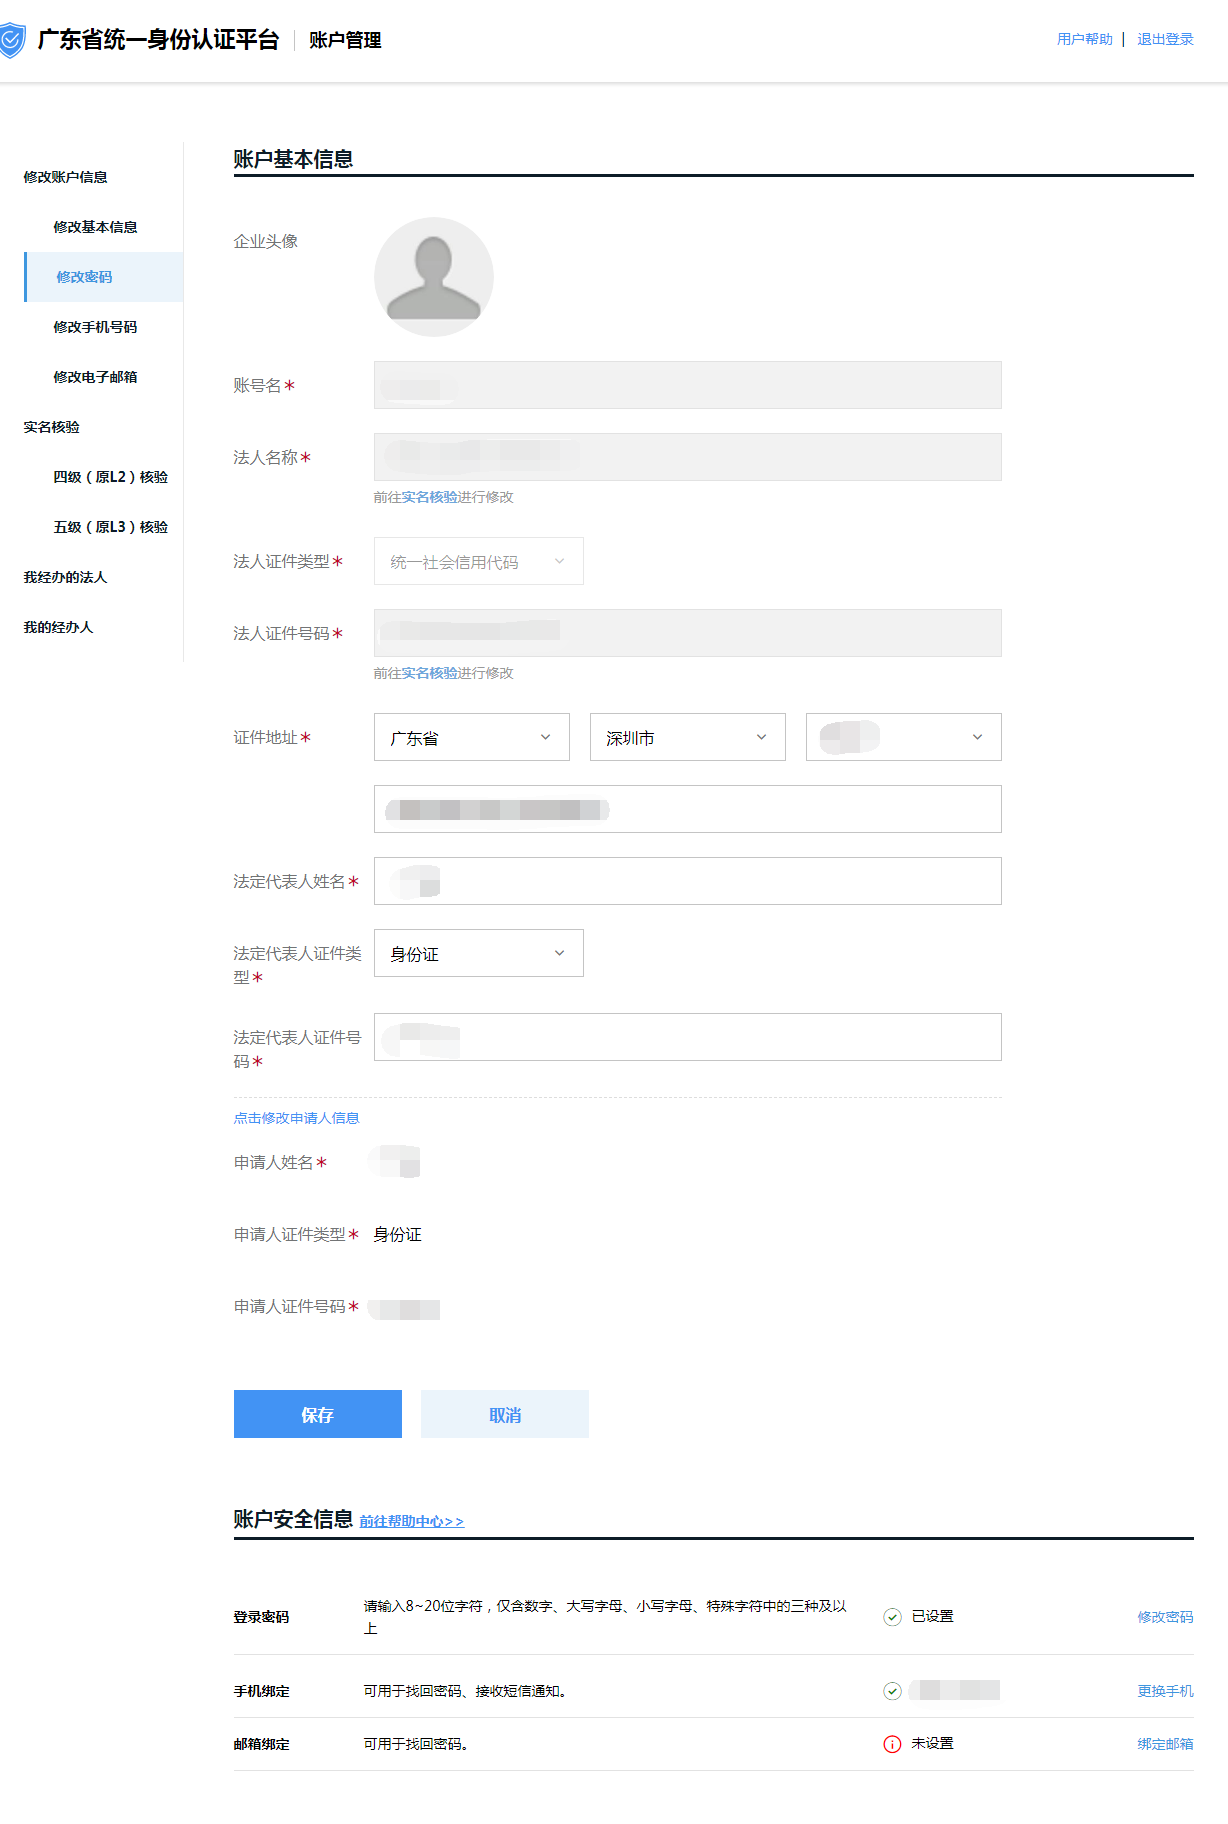 广东省统一身份认证平台 账户管理
用户帮助 | 退出登录
修改账户信息
修改基本信息
修改密码
修改手机号码
修改电子邮箱
实名核验
四级（原L2）核验
五级（原L3）核验
我经办的法人
我的经办人
账户基本信息
企业头像
账号名*
法人名称*
前往实名核验进行修改
法人证件类型* 统一社会信用代码
法人证件号码*
前往实名核验进行修改
证件地址* 广东省 深圳市
法定代表人姓名*
法定代表人证件类
型*
身份证
法定代表人证件号
码*
点击修改申请人信息
申请人姓名*
申请人证件类型* 身份证
申请人证件号码*
保存 取消
账户安全信息 前往帮助中心>>
登录密码
请输入8~20位字符，仅含数字、大写字母、小写字母、特殊字符中的三种及以
上
已设置 修改密码
手机绑定 可用于找回密码、接收短信通知。 更换手机
邮箱绑定 可用于找回密码。 未设置 绑定邮箱